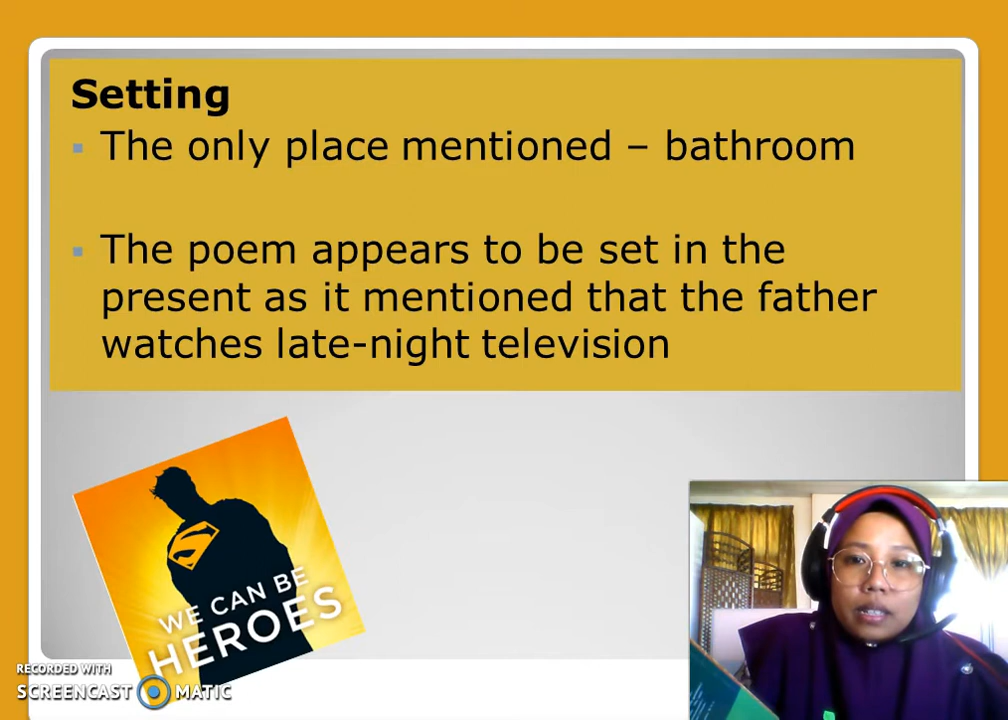 Setting
▪ The only place mentioned – bathroom
▪ The poem appears to be set in the
present as it mentioned that the father
watches late-night television
WE CAN BE
HEROES
RECORDED WITH
SCREENCAST MATIC